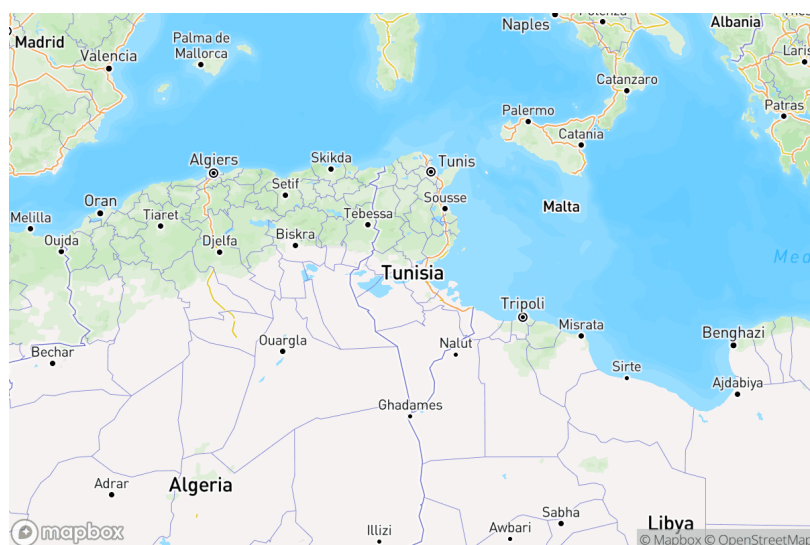 Naples
Albania
Madrid
Palma de
Mallorca
Valencia
Catanzaro
Palermo
Patras
Catania
Algiers
Skikda
Tunis
Setif
Oran
Sousse
Malta
Melilla
Tiaret
Tebessa
Biskra
Oujda
Djelfa
Tunisia
Tripoli
Misrata
Benghazi
Ouargla
Nalut
Bechar
Sirte
Ajdabiya
Ghadames
Adrar
Algeria
Sabha
Libya
Illizi
Awbari
mapbox
© Mapbox © OpenStreetMap